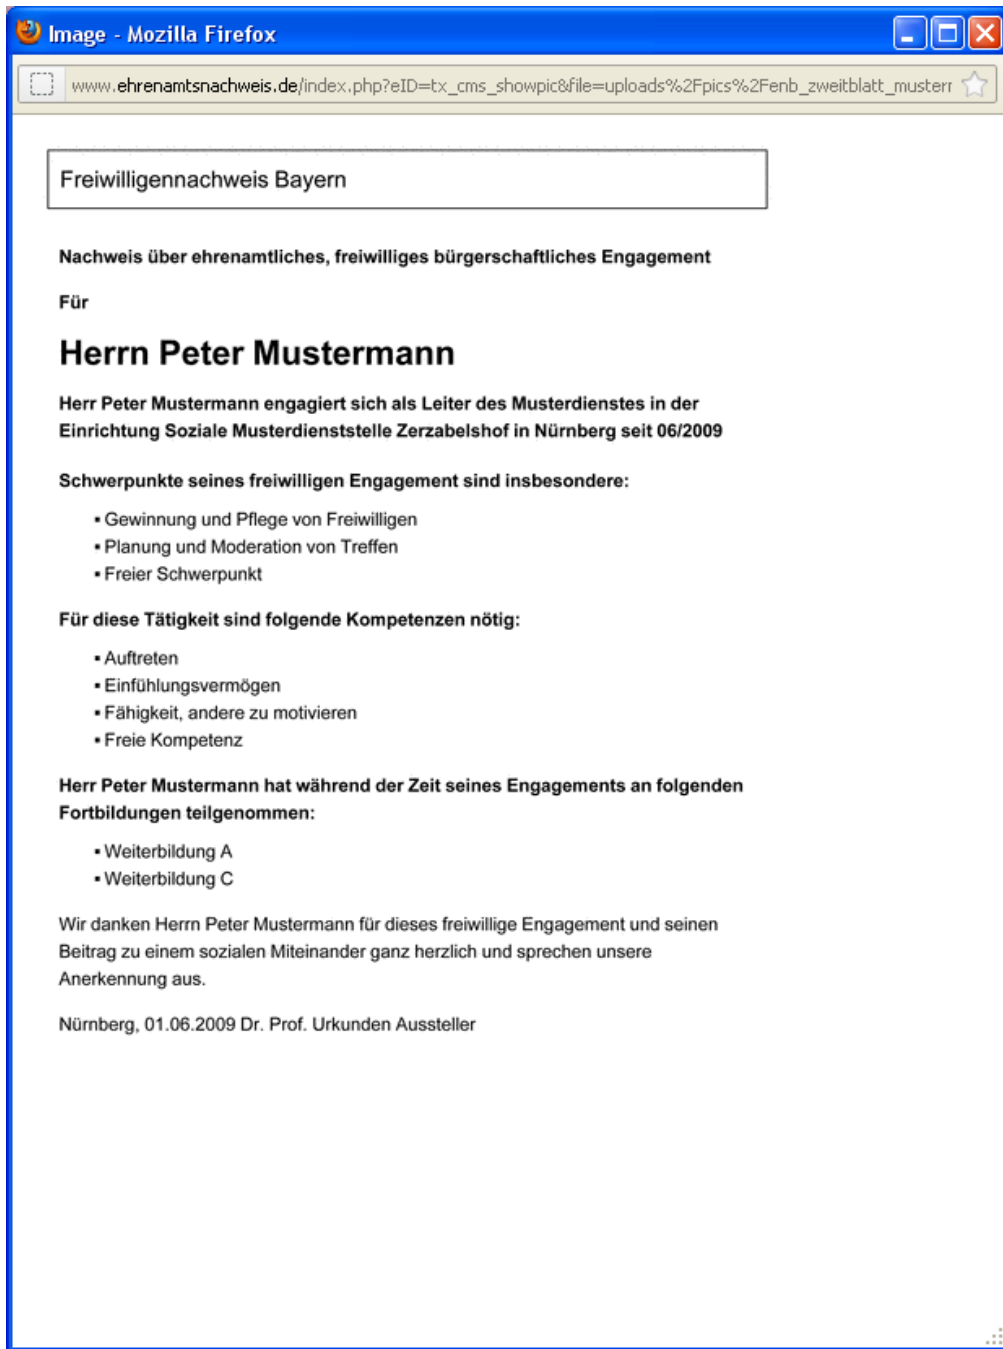 Image - Mozilla Firefox
www.ehrenamtsnachweis.de/index.php?eID=tx_cms_showpic&file=uploads%2Fpics%2Fenb_zweitblatt_musterr
Freiwilligennachweis Bayern
Nachweis über ehrenamtliches, freiwilliges bürgerschaftliches Engagement
Für
Herrn Peter Mustermann
Herr Peter Mustermann engagiert sich als Leiter des Musterdienstes in der
Einrichtung Soziale Musterdienststelle Zerzabelshof in Nürnberg seit 06/2009
Schwerpunkte seines freiwilligen Engagement sind insbesondere:
▪ Gewinnung und Pflege von Freiwilligen
▪ Planung und Moderation von Treffen
▪ Freier Schwerpunkt
Für diese Tätigkeit sind folgende Kompetenzen nötig:
▪ Auftreten
▪ Einfühlungsvermögen
▪ Fähigkeit, andere zu motivieren
▪ Freie Kompetenz
Herr Peter Mustermann hat während der Zeit seines Engagements an folgenden
Fortbildungen teilgenommen:
▪ Weiterbildung A
▪ Weiterbildung C
Wir danken Herrn Peter Mustermann für dieses freiwillige Engagement und seinen
Beitrag zu einem sozialen Miteinander ganz herzlich und sprechen unsere
Anerkennung aus.
Nürnberg, 01.06.2009 Dr. Prof. Urkunden Aussteller